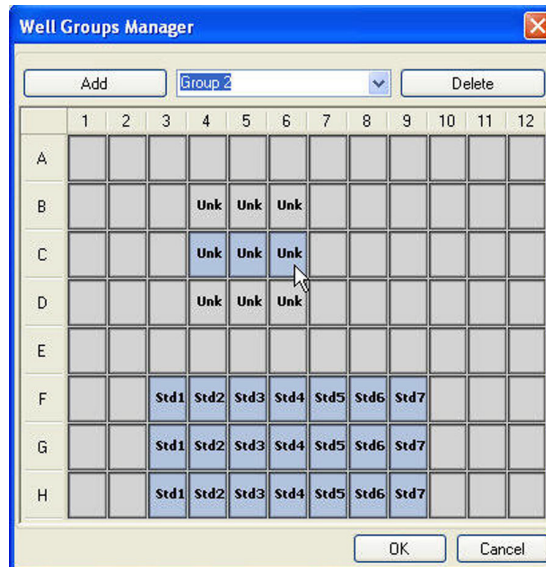 Well Groups Manager
Add Group 2 Delete
1 2 3 4 5 6 7 8 9 10 11 12
A
B Unk Unk Unk
C Unk Unk Unk
D Unk Unk Unk
E
F Std1 Std2 Std3 Std4 Std5 Std6 Std7
G Std1 Std2 Std3 Std4 Std5 Std6 Std7
H Std1 Std2 Std3 Std4 Std5 Std6 Std7
OK Cancel